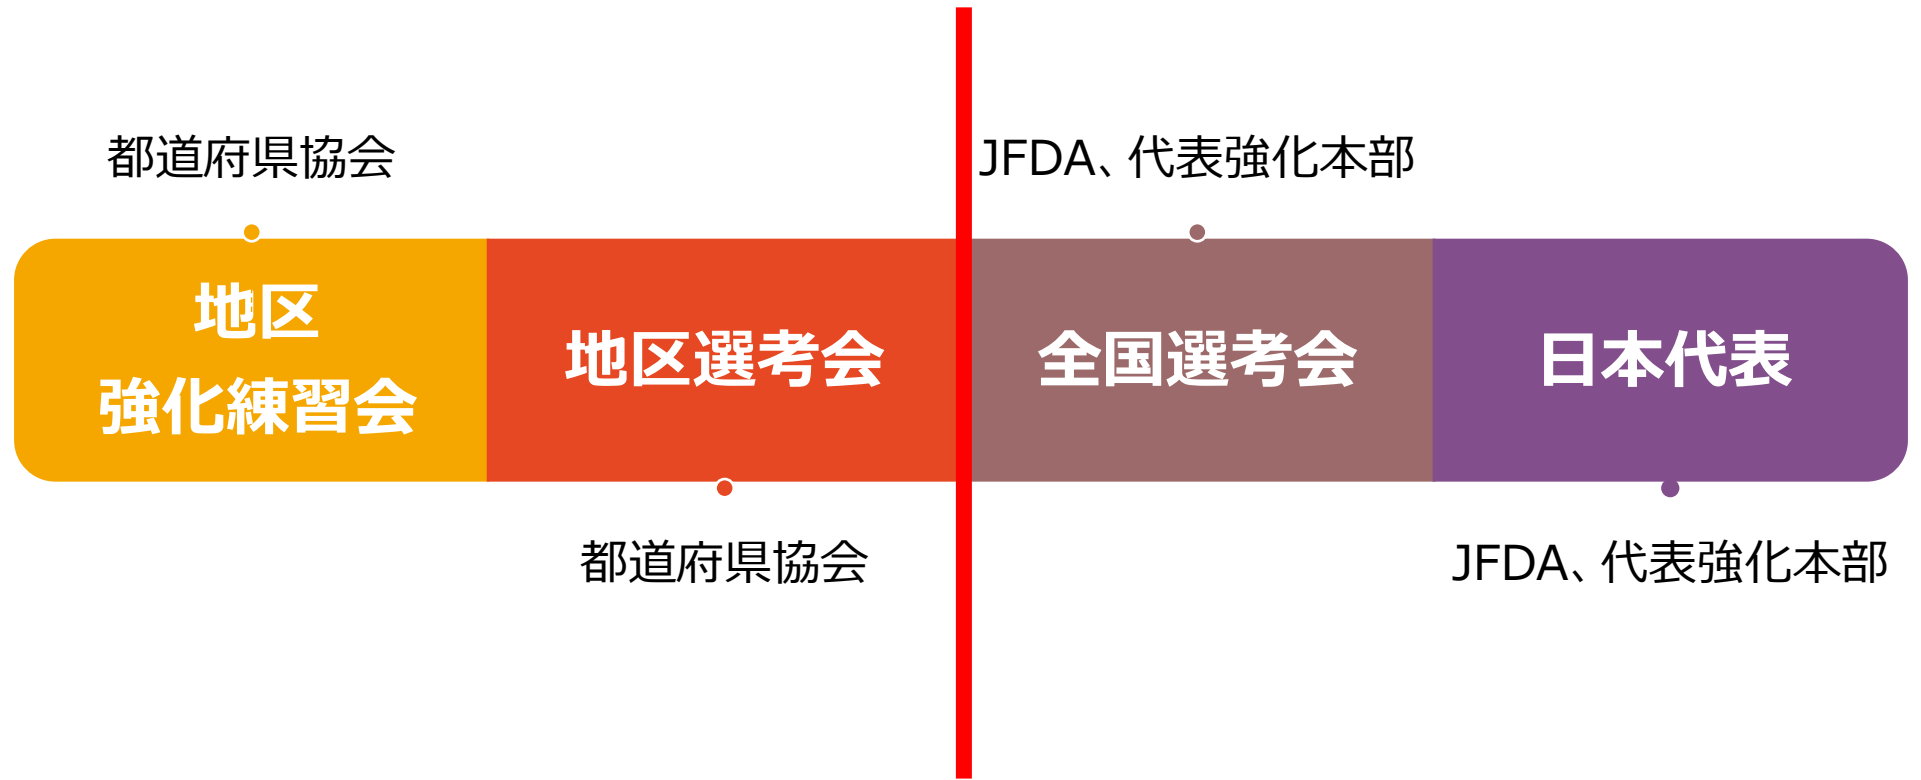 都道府県協会
JFDA、代表強化本部
地区
強化練習会
地区選考会
全国選考会
日本代表
都道府県協会
JFDA、代表強化本部